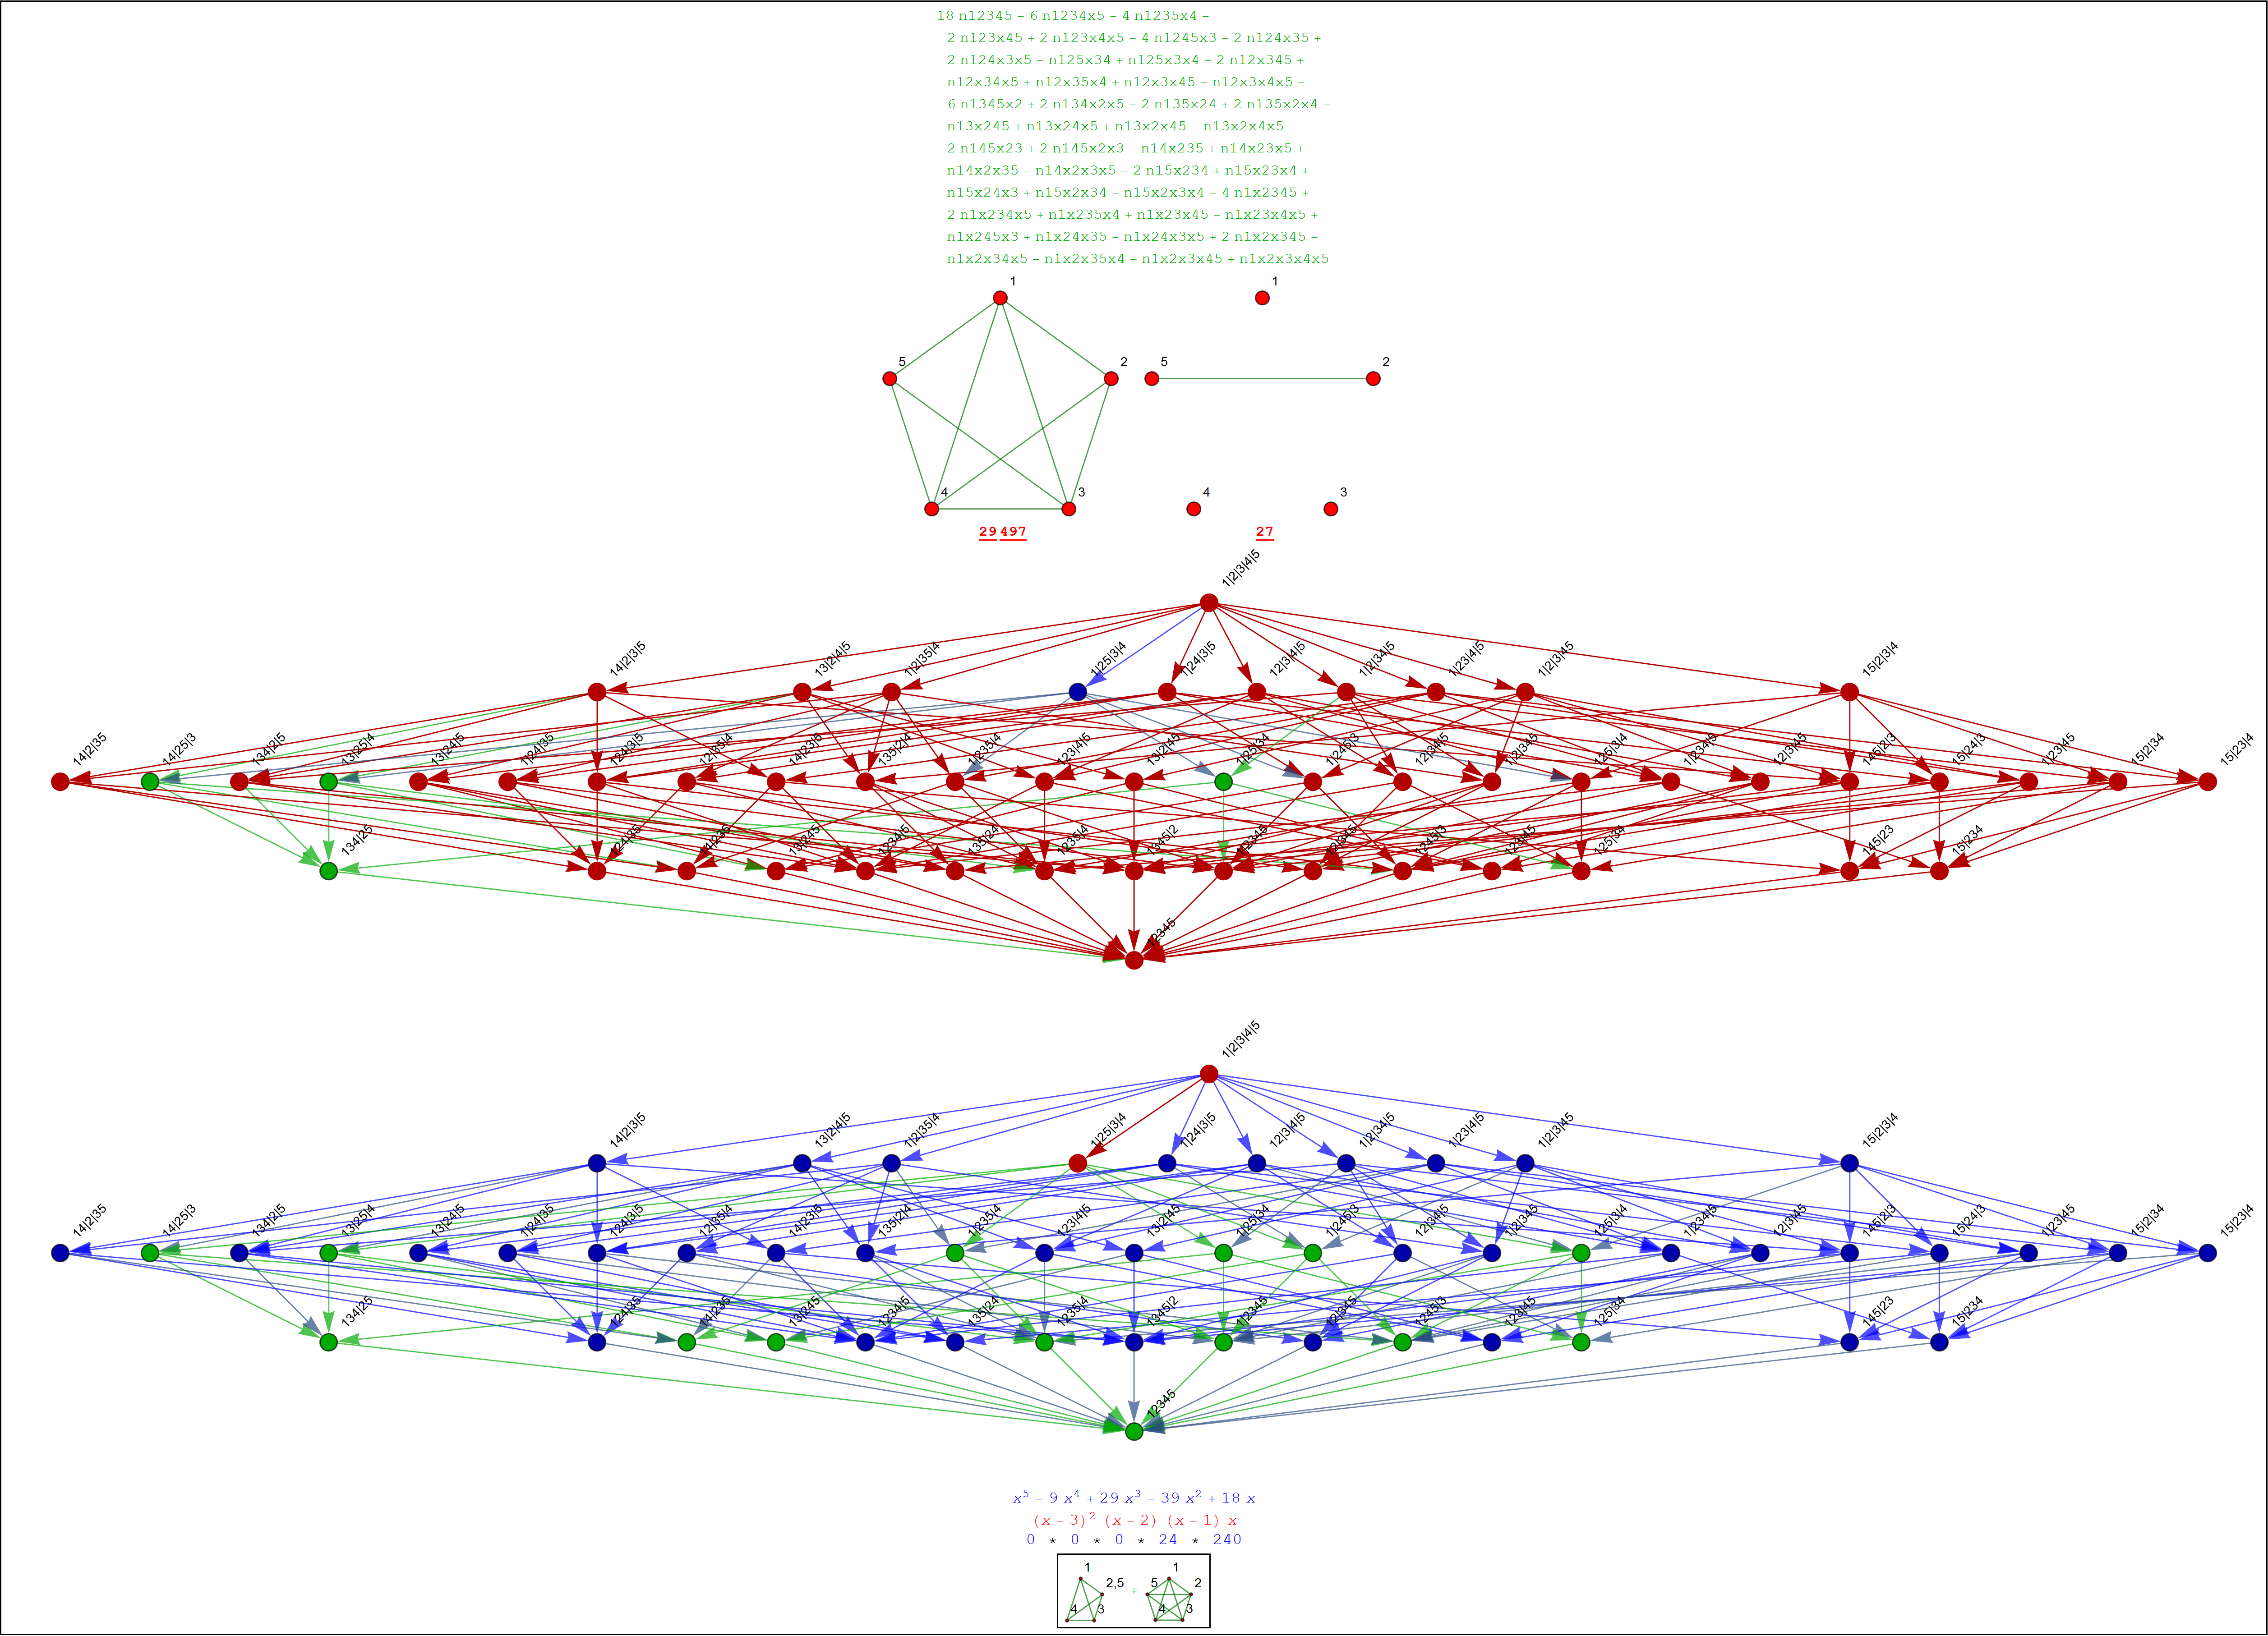 18 n12345 – 6 n1234x5 – 4 n1235x4 –
2 n123x45 + 2 n123x4x5 – 4 n1245x3 – 2 n124x35 +
2 n124x3x5 – n125x34 + n125x3x4 – 2 n12x345 +
n12x34x5 + n12x35x4 + n12x3x45 – n12x3x4x5 –
6 n1345x2 + 2 n134x2x5 – 2 n135x24 + 2 n135x2x4 –
n13x245 + n13x24x5 + n13x2x45 – n13x2x4x5 –
2 n145x23 + 2 n145x2x3 – n14x235 + n14x23x5 +
n14x2x35 – n14x2x3x5 – 2 n15x234 + n15x23x4 +
n15x24x3 + n15x2x34 – n15x2x3x4 – 4 n1x2345 +
2 n1x234x5 + n1x235x4 + n1x23x45 – n1x23x4x5 +
n1x245x3 + n1x24x35 – n1x24x3x5 + 2 n1x2x345 –
n1x2x34x5 – n1x2x35x4 – n1x2x3x45 + n1x2x3x4x5
1 1
5 2 5 2
4 3 4 3
29 497 27
1|2|3|4|5
14|2|3|5 13|2|4|5 1|2|35|4 1|25|3|4 1|24|3|5 12|3|4|5 1|2|34|5 1|23|4|5 1|2|3|45 15|2|3|4
14|2|35 14|25|3 134|2|5 13|25|4 13|24|5 1|24|35 124|3|5 12|35|4 14|23|5 135|2|4 1|235|4 123|4|5 13|2|45 1|25|34 1|245|3 12|34|5 1|2|345 125|3|4 1|234|5 12|3|45 145|2|3 15|24|3 1|23|45 15|2|34 15|23|4
134|25 124|35 14|235 13|245 1234|5 135|24 1235|4 1345|2 1|2345 12|345 1245|3 123|45 125|34 145|23 15|234
12345
1|2|3|4|5
14|2|3|5 13|2|4|5 1|2|35|4 1|25|3|4 1|24|3|5 12|3|4|5 1|2|34|5 1|23|4|5 1|2|3|45 15|2|3|4
14|2|35 14|25|3 134|2|5 13|25|4 13|24|5 1|24|35 124|3|5 12|35|4 14|23|5 135|2|4 1|235|4 123|4|5 13|2|45 1|25|34 1|245|3 12|34|5 1|2|345 125|3|4 1|234|5 12|3|45 145|2|3 15|24|3 1|23|45 15|2|34 15|23|4
134|25 124|35 14|235 13|245 1234|5 135|24 1235|4 1345|2 1|2345 12|345 1245|3 123|45 125|34 145|23 15|234
12345
x⁵ – 9 x⁴ + 29 x³ – 39 x² + 18 x
(x – 3)² (x – 2) (x – 1) x
0 * 0 * 0 * 24 * 240
1 1
2,5 + 5 2
4 3 4 3